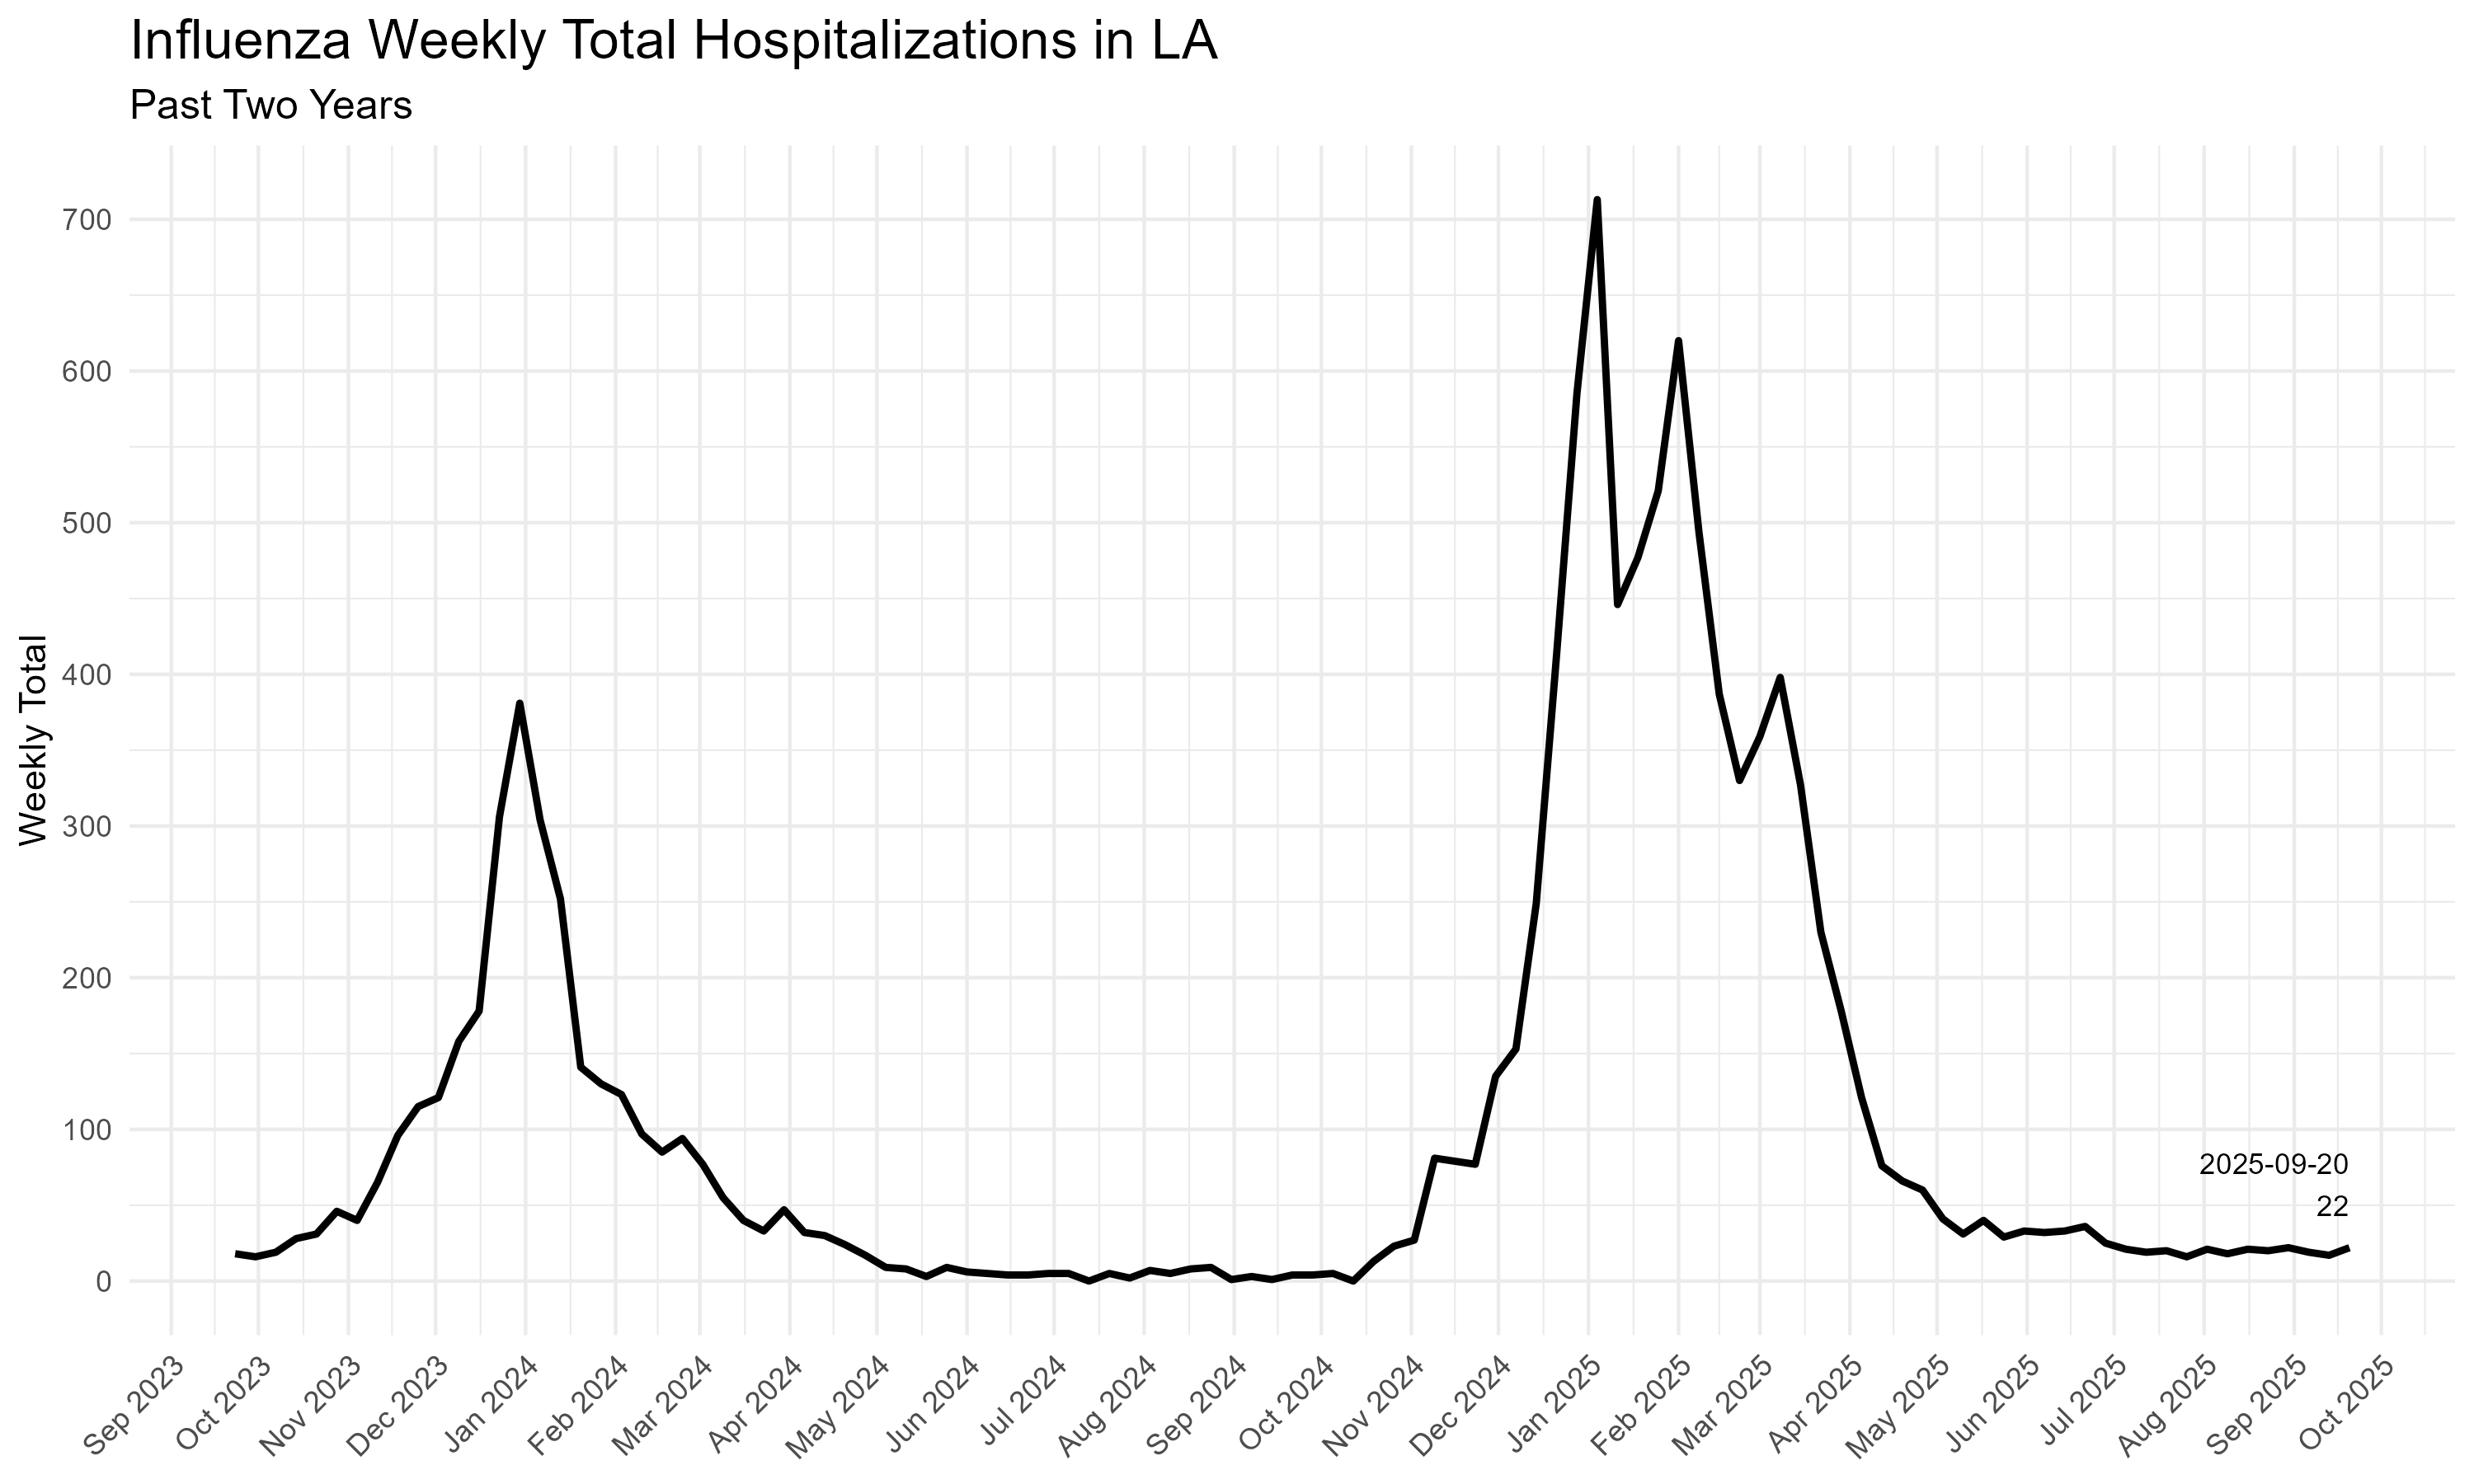 Influenza Weekly Total Hospitalizations in LA
Past Two Years
Weekly Total
700
600
500
400
300
200
100
0
2025-09-20
22
Sep 2023
Oct 2023
Nov 2023
Dec 2023
Jan 2024
Feb 2024
Mar 2024
Apr 2024
May 2024
Jun 2024
Jul 2024
Aug 2024
Sep 2024
Oct 2024
Nov 2024
Dec 2024
Jan 2025
Feb 2025
Mar 2025
Apr 2025
May 2025
Jun 2025
Jul 2025
Aug 2025
Sep 2025
Oct 2025